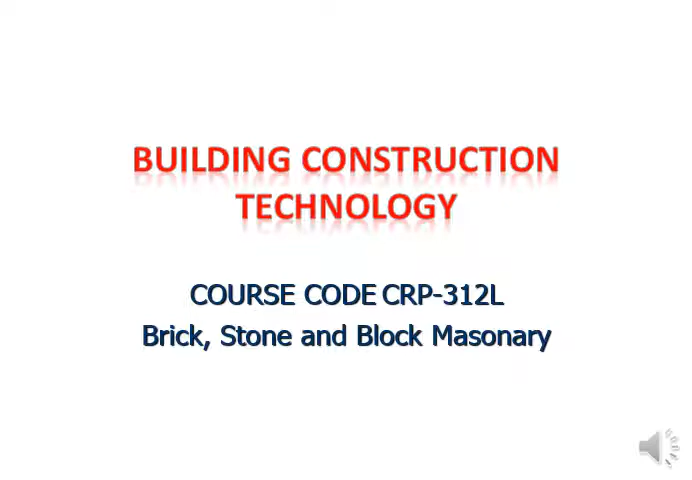 BUILDING CONSTRUCTION
TECHNOLOGY
COURSE CODE CRP-312L
Brick, Stone and Block Masonary